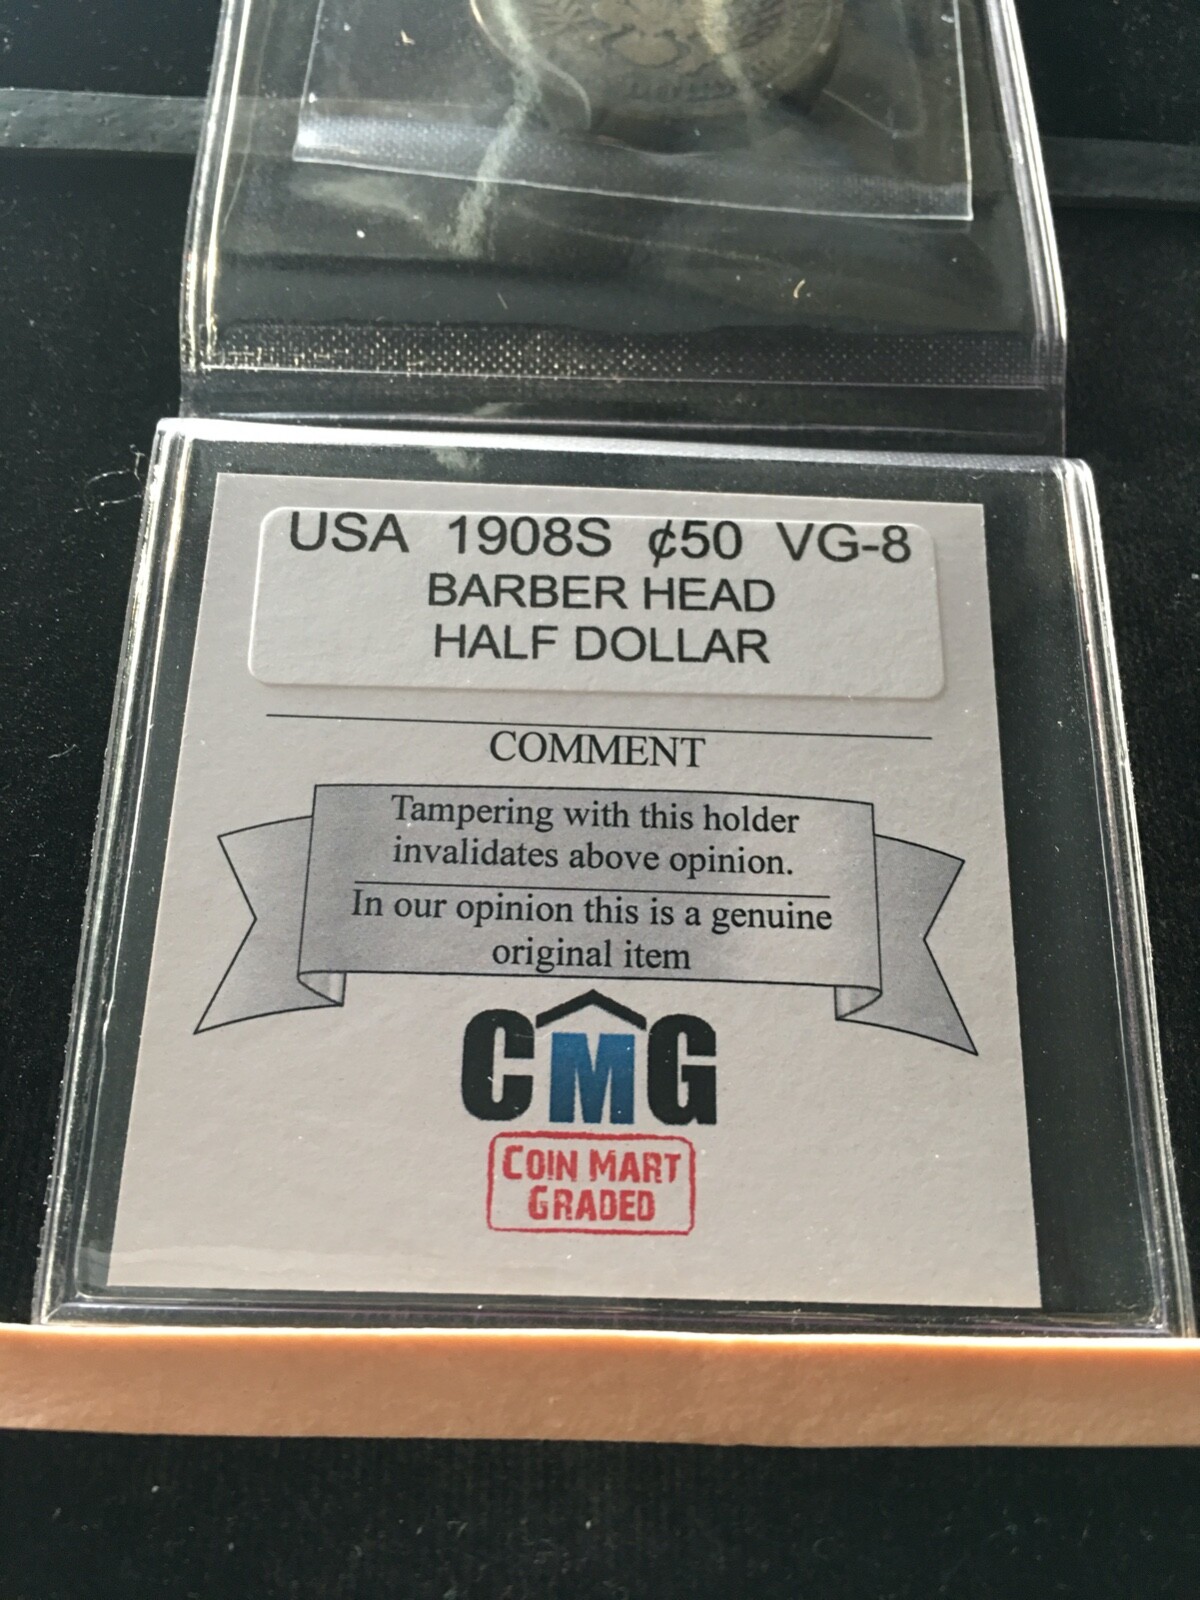 USA 1908S ¢50 VG-8
BARBER HEAD
HALF DOLLAR
COMMENT
Tampering with this holder
invalidates above opinion.
In our opinion this is a genuine
original item
CMG
COIN MART
GRADED